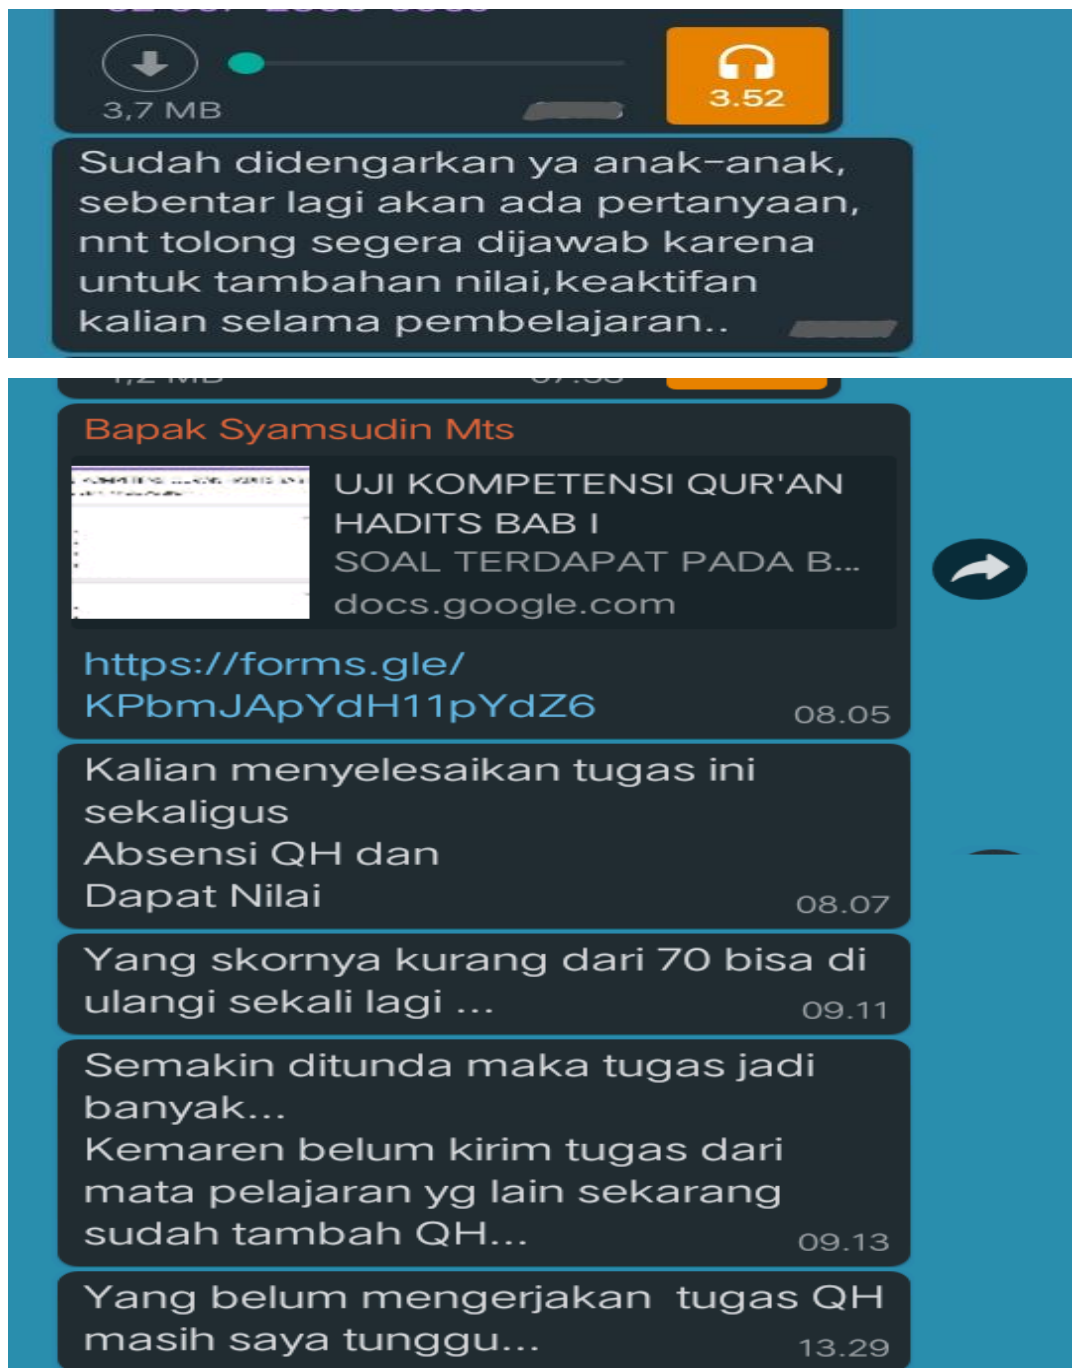 3,7 MB
3.52
Sudah didengarkan ya anak-anak,
sebentar lagi akan ada pertanyaan,
nnt tolong segera dijawab karena
untuk tambahan nilai,keaktifan
kalian selama pembelajaran..
Bapak Syamsudin Mts
UJI KOMPETENSI QUR'AN
HADITS BAB I
SOAL TERDAPAT PADA B...
docs.google.com
https://forms.gle/
KPbmJApYdH11pYdZ6
08.05
Kalian menyelesaikan tugas ini
sekaligus
Absensi QH dan
Dapat Nilai
08.07
Yang skornya kurang dari 70 bisa di
ulangi sekali lagi ...
09.11
Semakin ditunda maka tugas jadi
banyak...
Kemaren belum kirim tugas dari
mata pelajaran yg lain sekarang
sudah tambah QH...
09.13
Yang belum mengerjakan  tugas QH
masih saya tunggu...
13.29